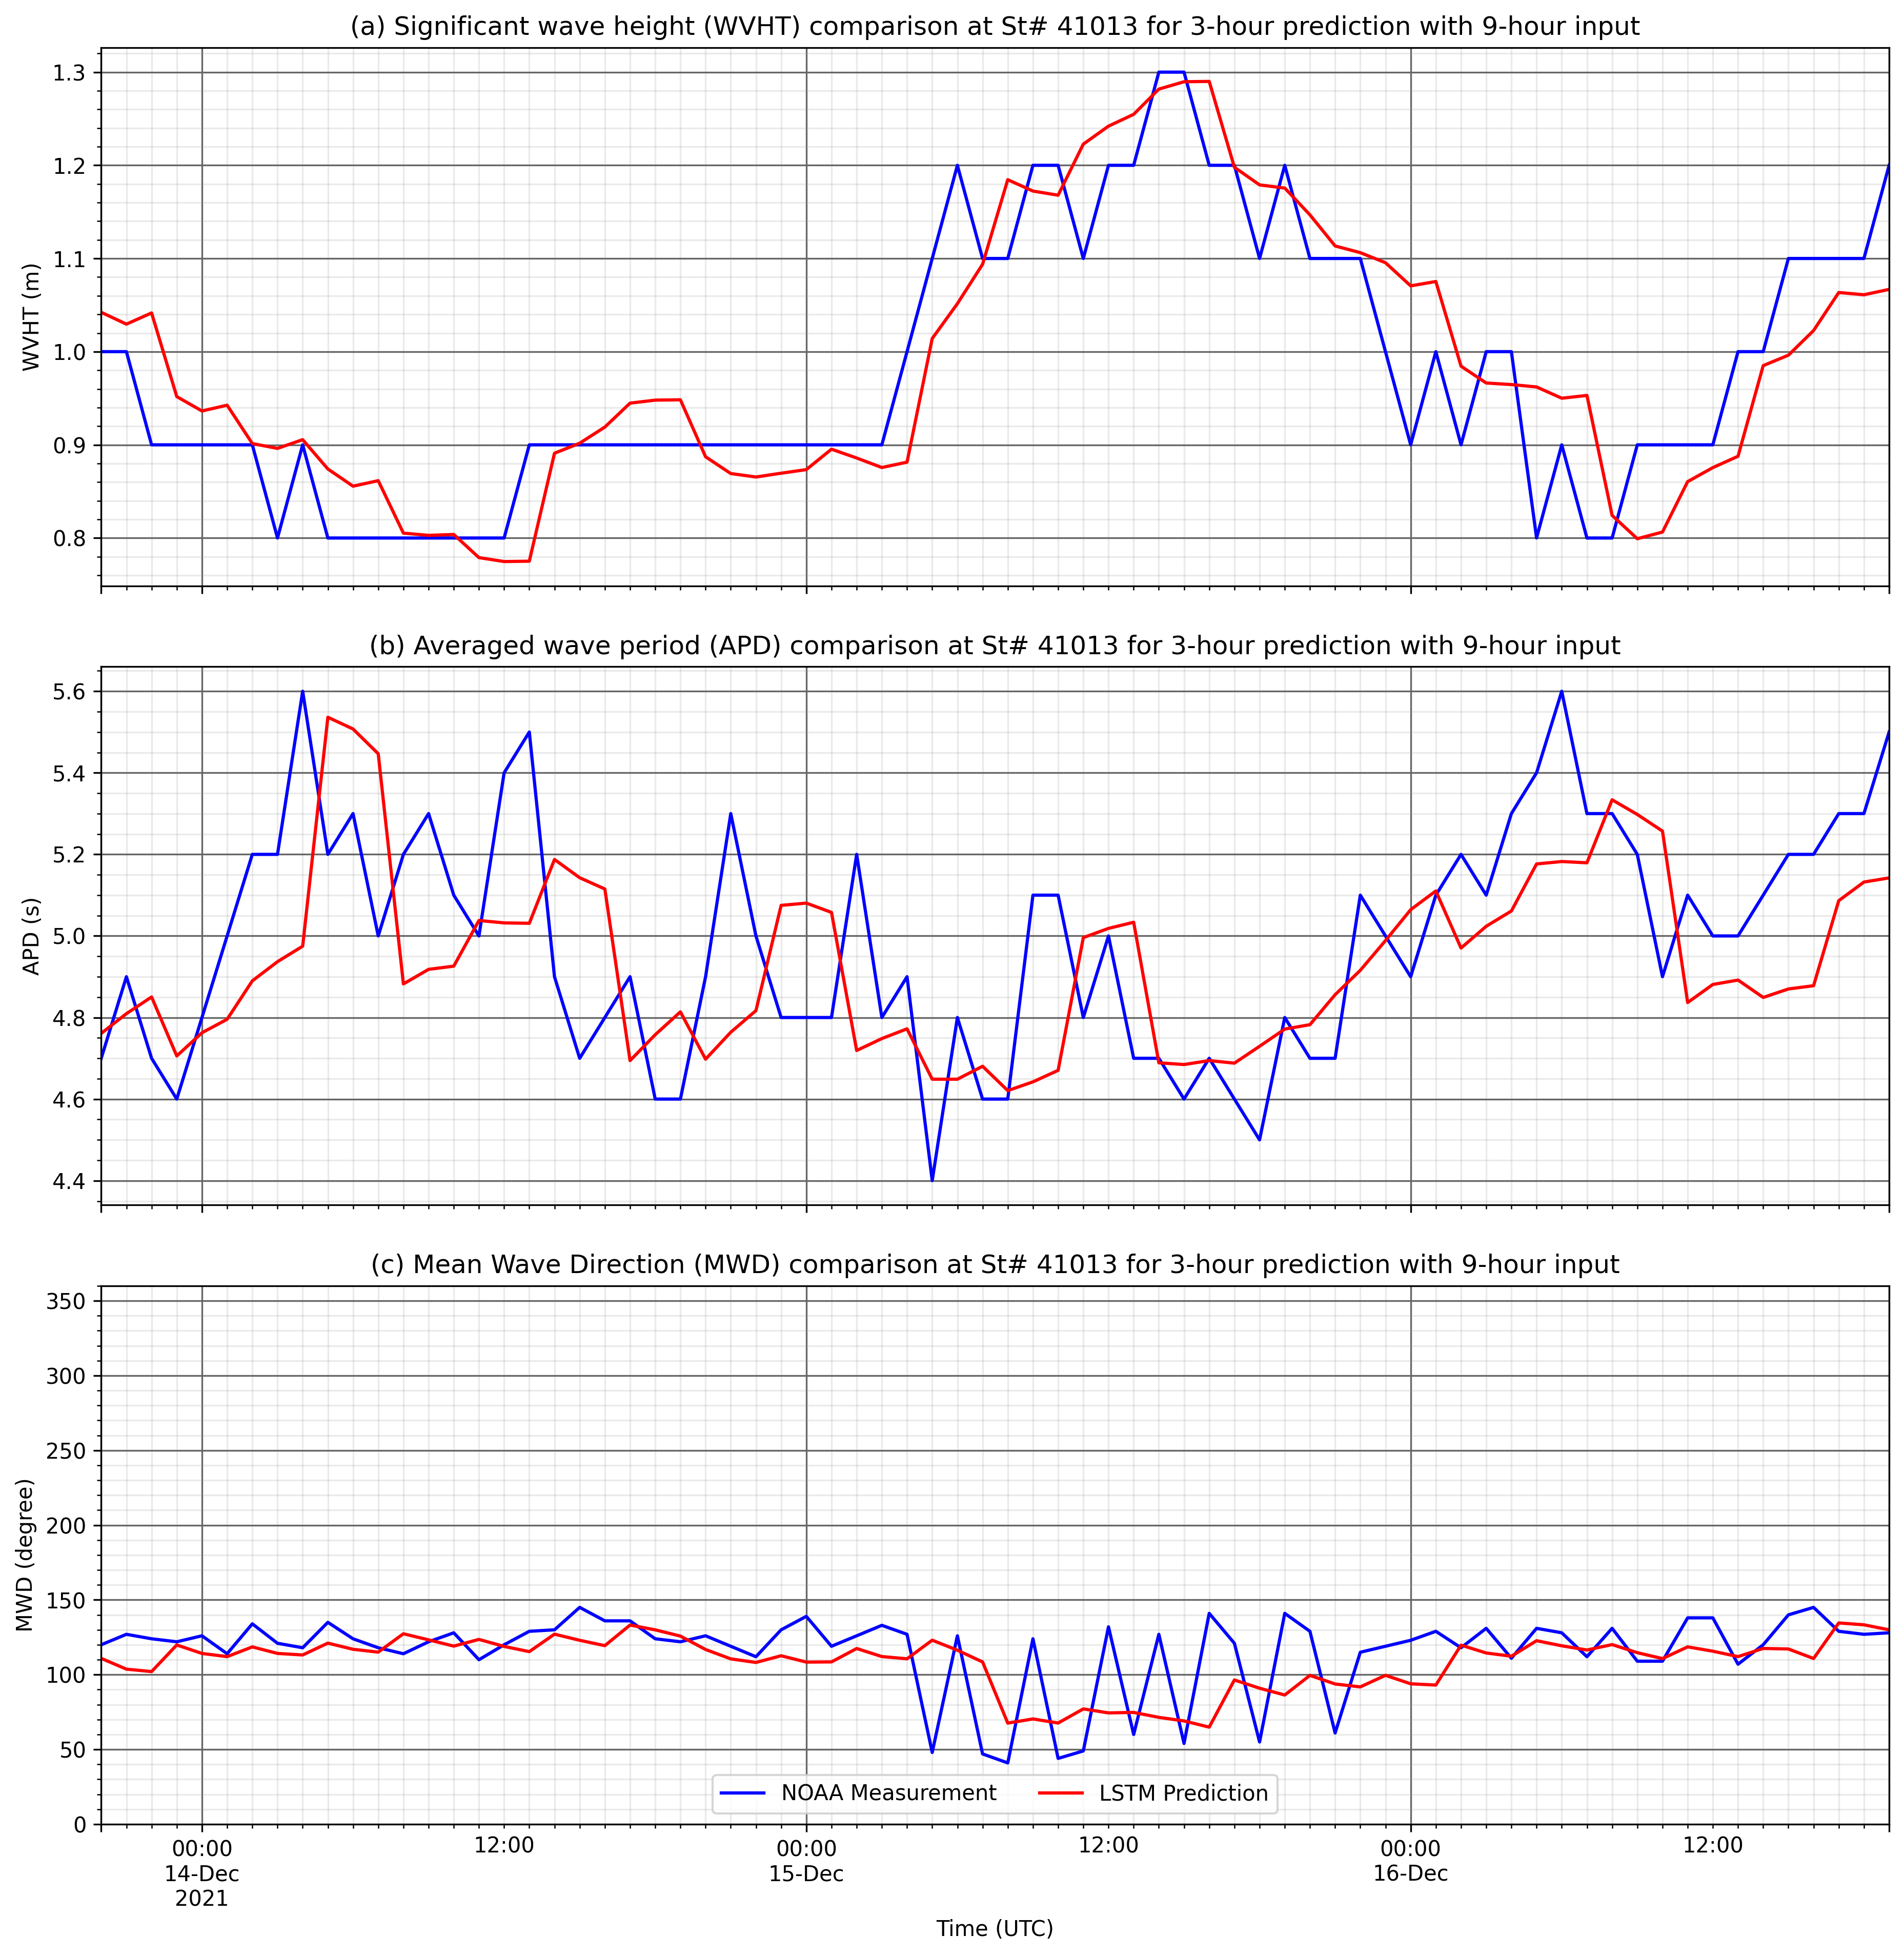 (a) Significant wave height (WVHT) comparison at St# 41013 for 3-hour prediction with 9-hour input
1.3
1.2
1.1
1.0
0.9
0.8
WVHT (m)
(b) Averaged wave period (APD) comparison at St# 41013 for 3-hour prediction with 9-hour input
5.6
5.4
5.2
5.0
4.8
4.6
4.4
APD (s)
(c) Mean Wave Direction (MWD) comparison at St# 41013 for 3-hour prediction with 9-hour input
350
300
250
200
150
100
50
0
MWD (degree)
NOAA Measurement LSTM Prediction
00:00 12:00 00:00 12:00 00:00 12:00
14-Dec 15-Dec 16-Dec
2021
Time (UTC)